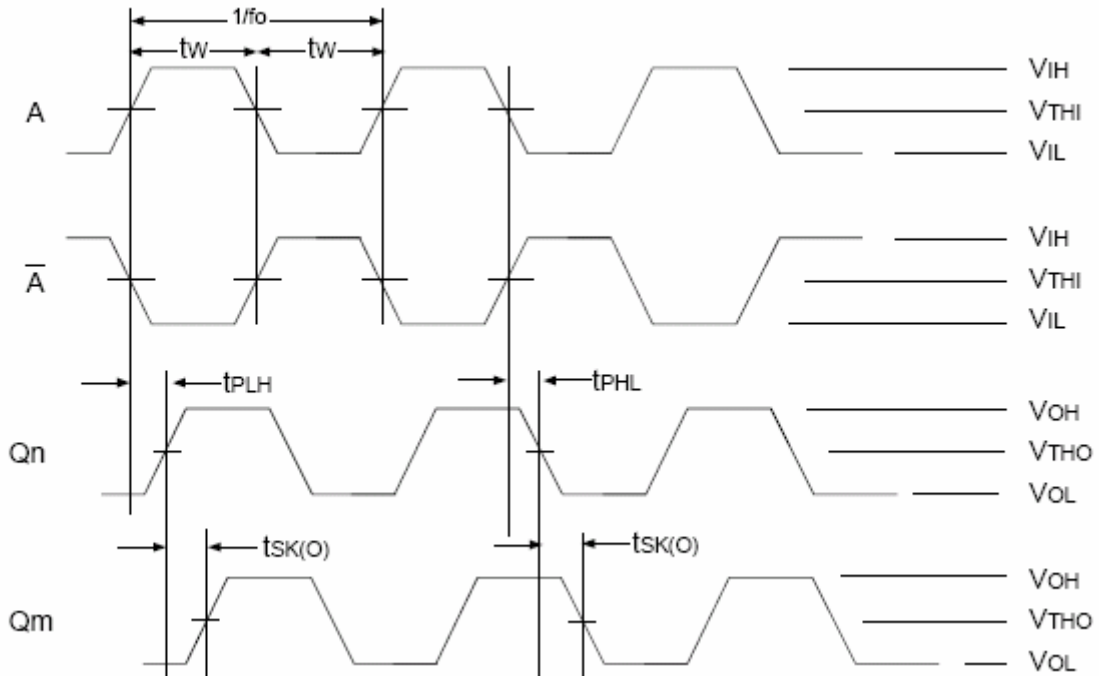 1/fo
tW tW
VIH
A VTHI
VIL
VIH
A̅ VTHI
VIL
tPLH tPHL
VOH
Qn VTHO
VOL
tSK(O) tSK(O)
VOH
Qm VTHO
VOL